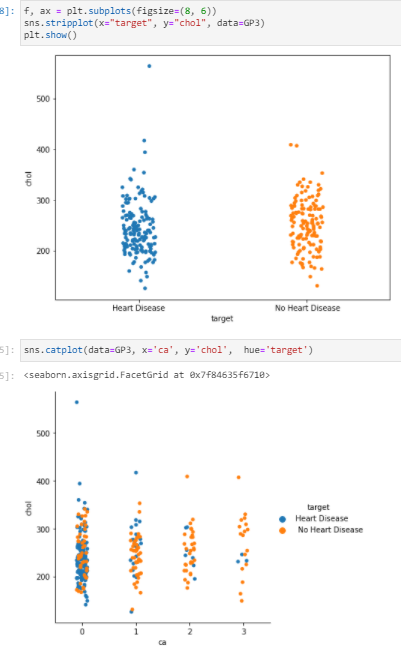 8]: f, ax = plt.subplots(figsize=(8, 6))
sns.stripplot(x="target", y="chol", data=GP3)
plt.show()
500
400
300
200
chol
Heart Disease No Heart Disease
target
5]: sns.catplot(data=GP3, x='ca', y='chol', hue='target')
5]: <seaborn.axisgrid.FacetGrid at 0x7f84635f6710>
500
400
300
200
chol
target
Heart Disease
No Heart Disease
0 1 2 3
ca